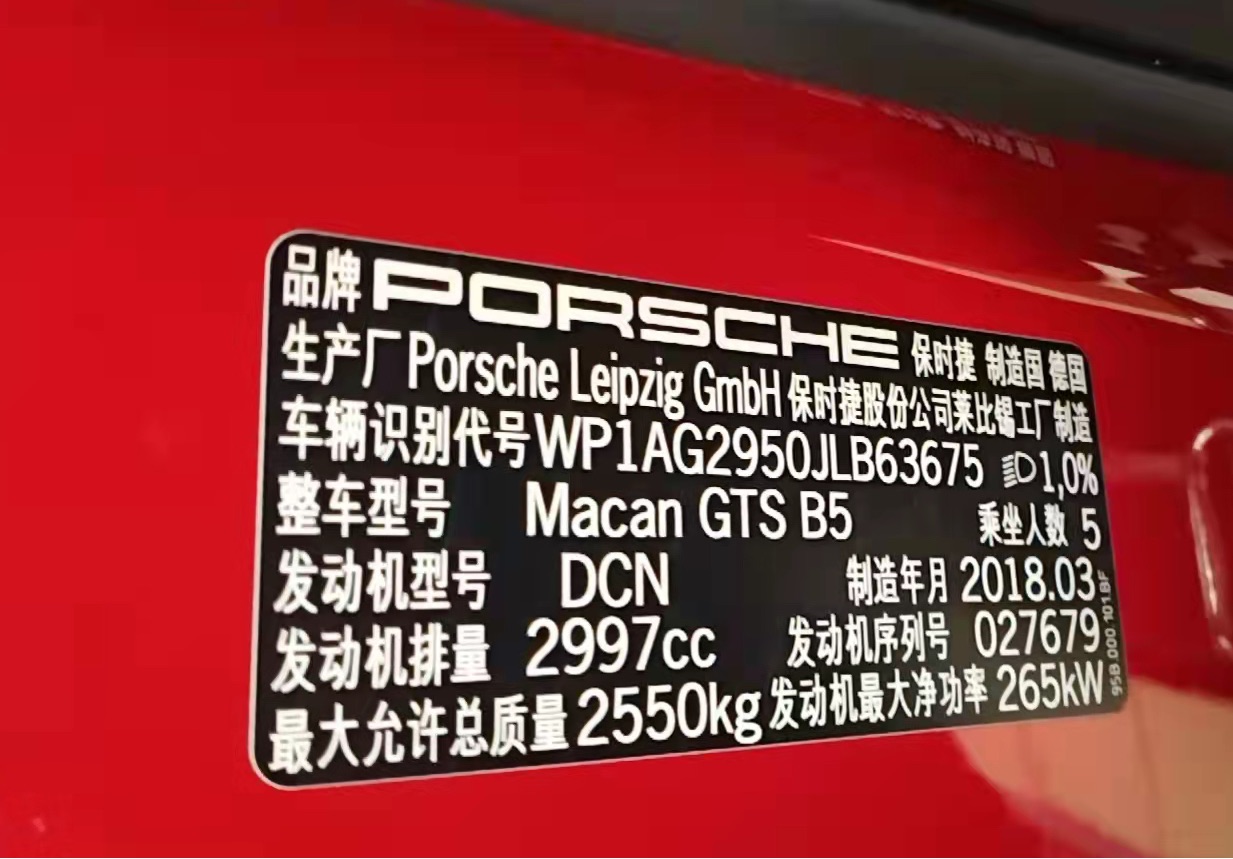 品牌 PORSCHE 保时捷 制造国 德国
生产厂 Porsche Leipzig GmbH 保时捷股份公司莱比锡工厂制造
车辆识别代号 WP1AG2950JLB63675 1,0%
整车型号 Macan GTS B5 乘坐人数 5
发动机型号 DCN 制造年月 2018.03
发动机排量 2997cc 发动机序列号 027679
最大允许总质量 2550kg 发动机最大净功率 265kW
95B.000.101.BF